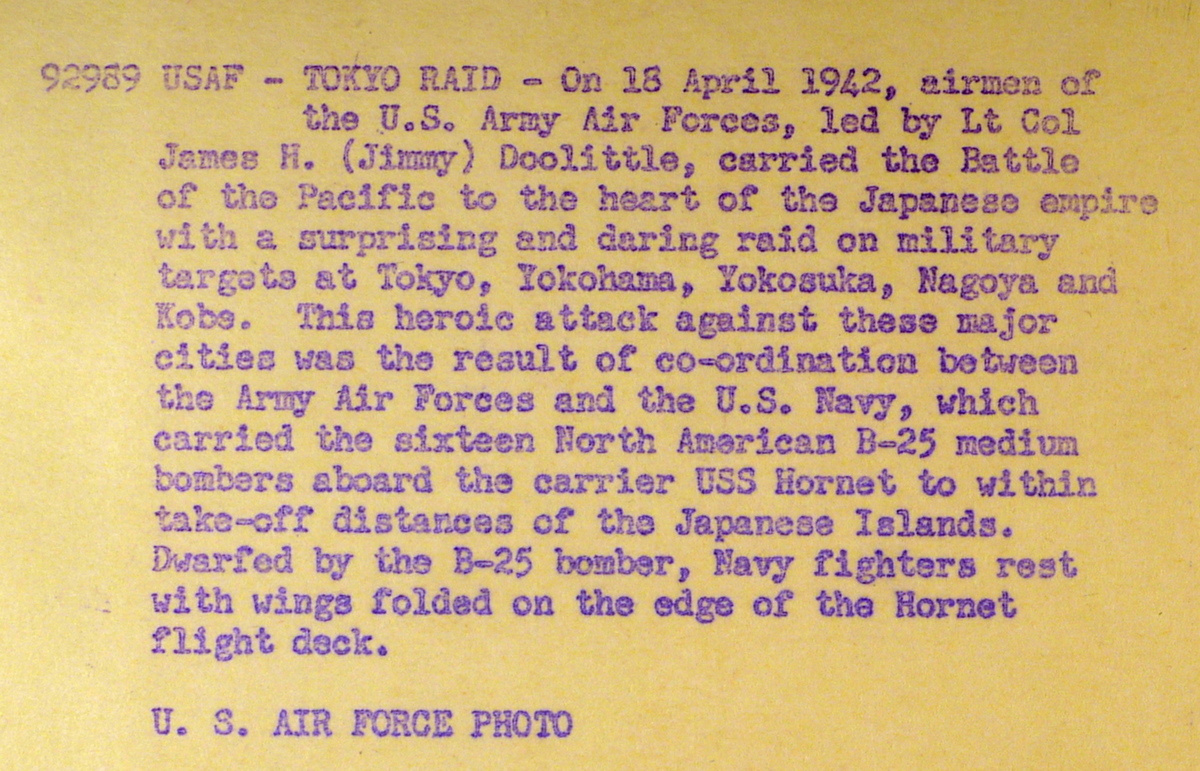 92989 USAF - TOKYO RAID - On 18 April 1942, airmen of
the U.S. Army Air Forces, led by Lt Col
James H. (Jimmy) Doolittle, carried the Battle
of the Pacific to the heart of the Japanese empire
with a surprising and daring raid on military
targets at Tokyo, Yokohama, Yokosuka, Nagoya and
Kobe. This heroic attack against these major
cities was the result of co-ordination between
the Army Air Forces and the U.S. Navy, which
carried the sixteen North American B-25 medium
bombers aboard the carrier USS Hornet to within
take-off distances of the Japanese Islands.
Dwarfed by the B-25 bomber, Navy fighters rest
with wings folded on the edge of the Hornet
flight deck.
U. S. AIR FORCE PHOTO